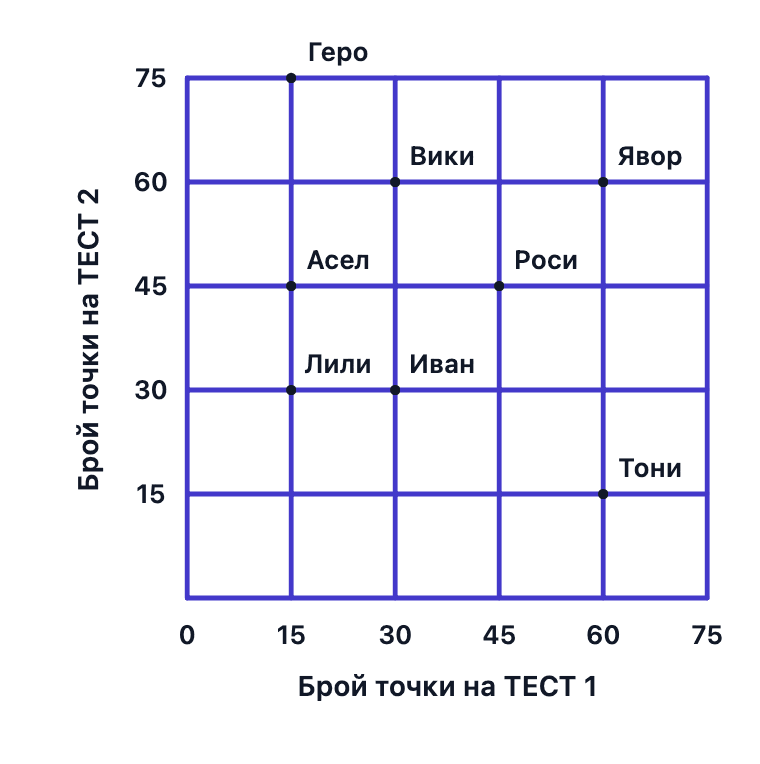 Геро
75
Вики
Явор
60
Асел
Роси
45
Лили
Иван
30
Тони
15
0
15
30
45
60
75
Брой точки на ТЕСТ 1
Брой точки на ТЕСТ 2